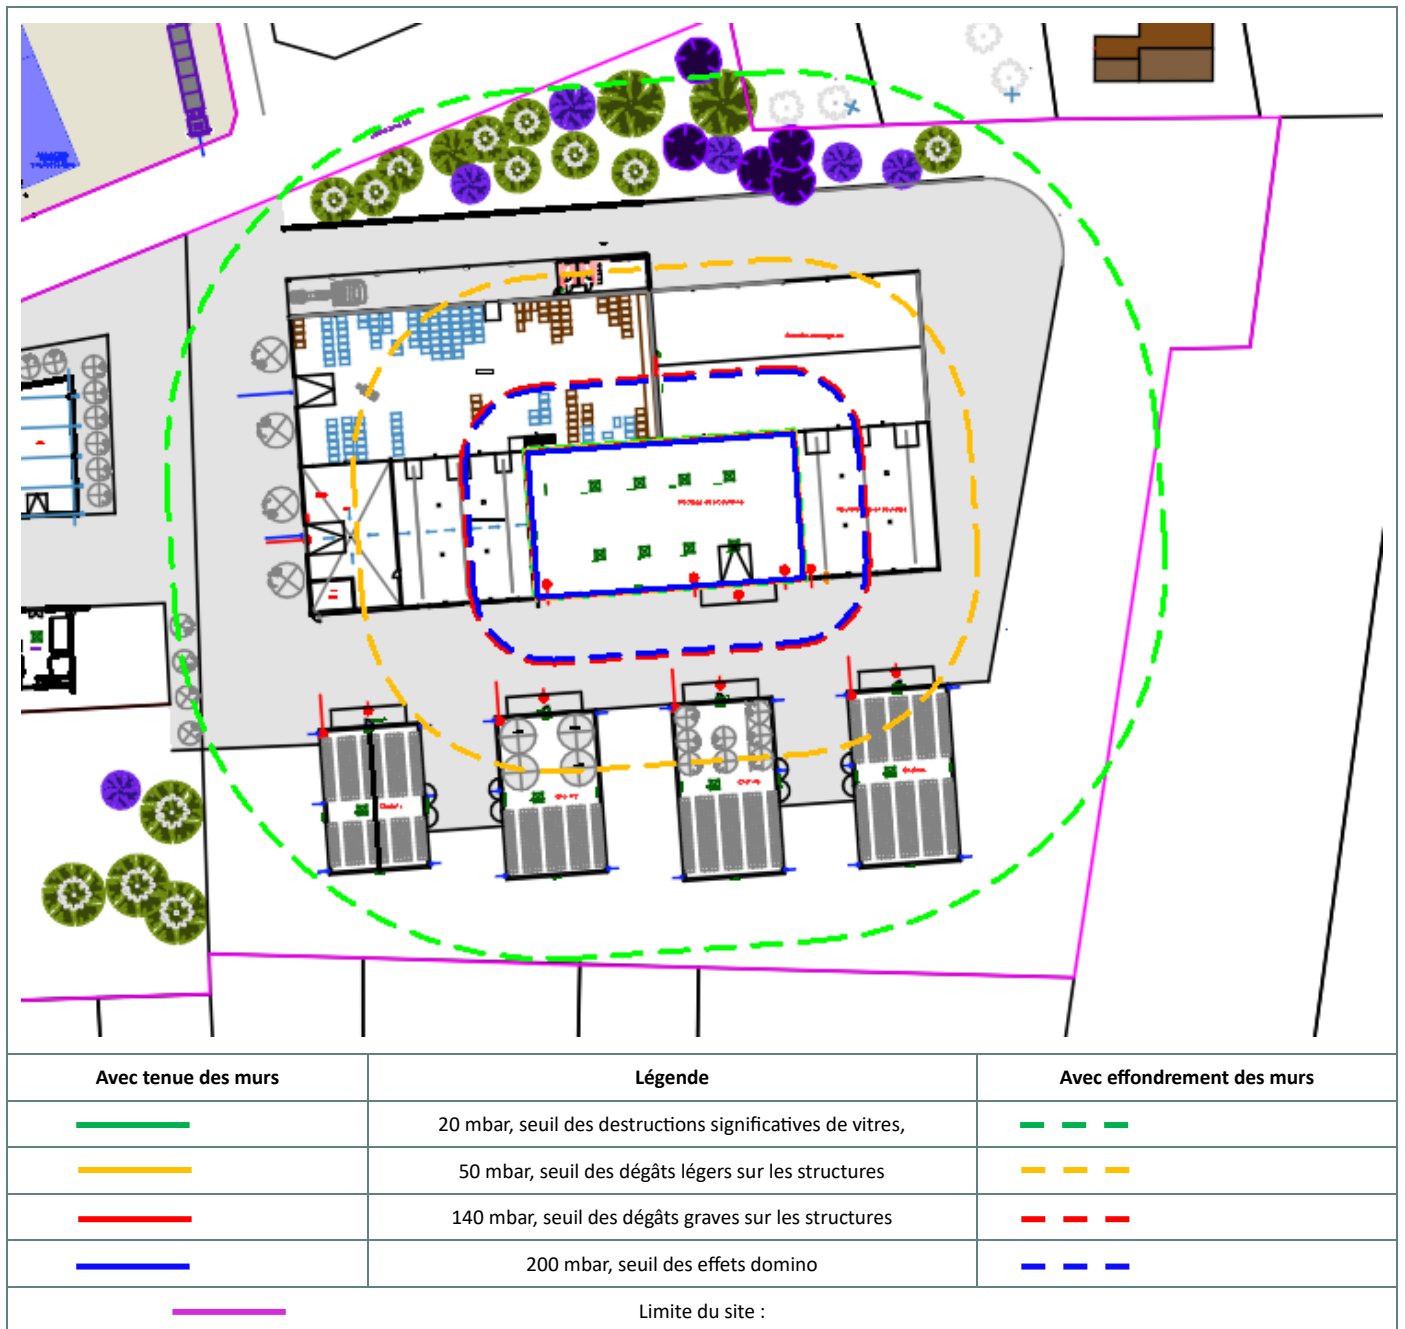 Avec tenue des murs
Légende
Avec effondrement des murs
20 mbar, seuil des destructions significatives de vitres,
50 mbar, seuil des dégâts légers sur les structures
140 mbar, seuil des dégâts graves sur les structures
200 mbar, seuil des effets domino
Limite du site :